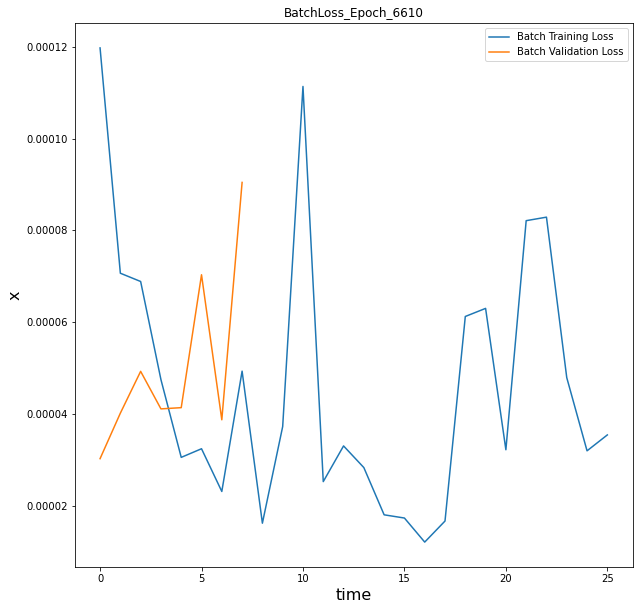 BatchLoss_Epoch_6610
Batch Training Loss
Batch Validation Loss
0.00012
0.00010
0.00008
0.00006
0.00004
0.00002
x
0 5 10 15 20 25
time